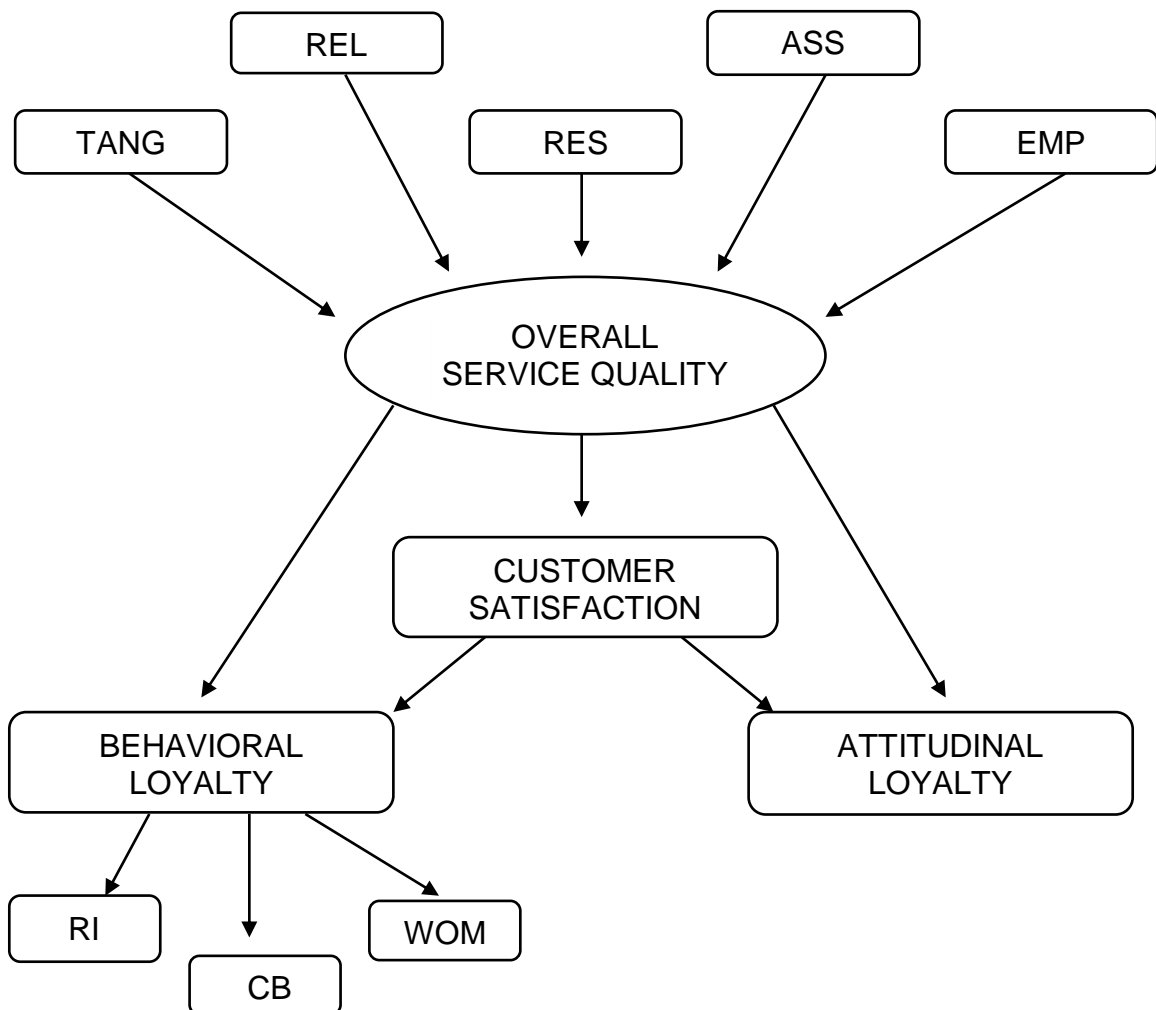 REL
ASS
TANG
RES
EMP
OVERALL
SERVICE QUALITY
CUSTOMER
SATISFACTION
BEHAVIORAL
LOYALTY
ATTITUDINAL
LOYALTY
RI
WOM
CB